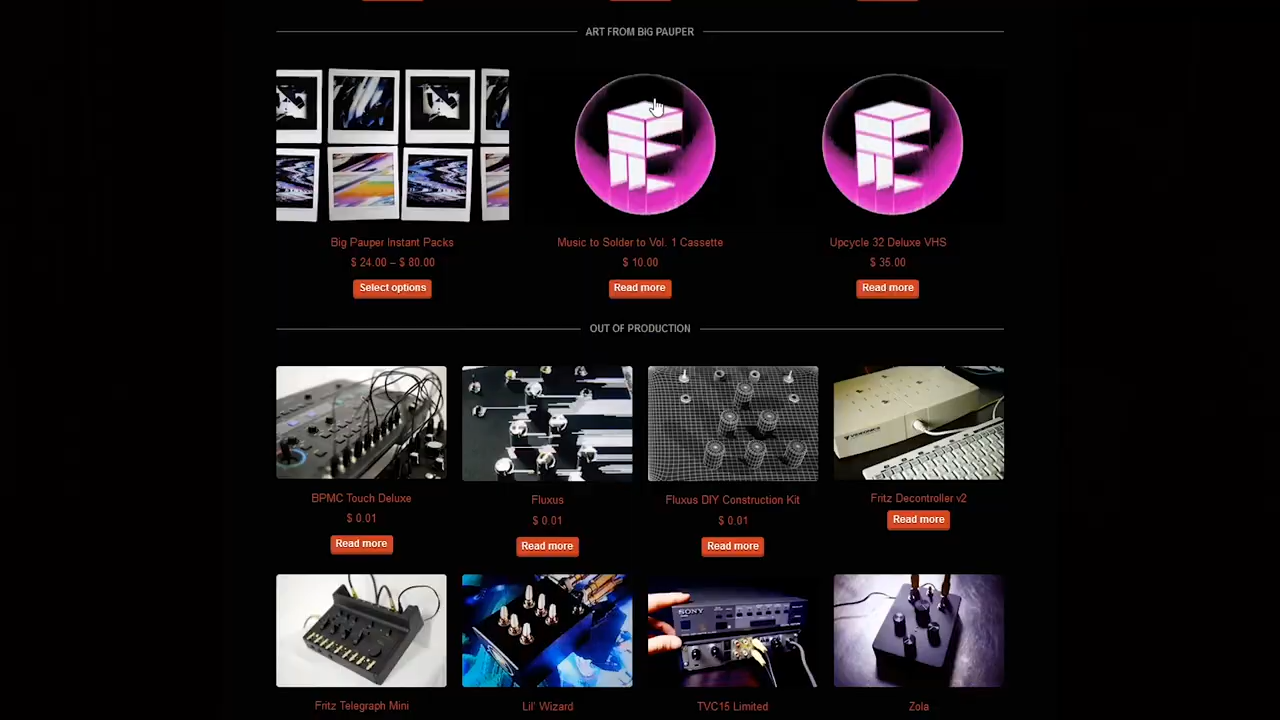 ART FROM BIG PAUPER
Big Pauper Instant Packs
$ 24.00 – $ 80.00
Select options
Music to Solder to Vol. 1 Cassette
$ 10.00
Read more
Upcycle 32 Deluxe VHS
$ 35.00
Read more
OUT OF PRODUCTION
BPMC Touch Deluxe
$ 0.01
Read more
Fluxus
$ 0.01
Read more
Fluxus DIY Construction Kit
$ 0.01
Read more
VIDEONICS
Fritz Decontroller v2
Read more
Fritz Telegraph Mini
Lil' Wizard
SONY
TVC15 Limited
Zola